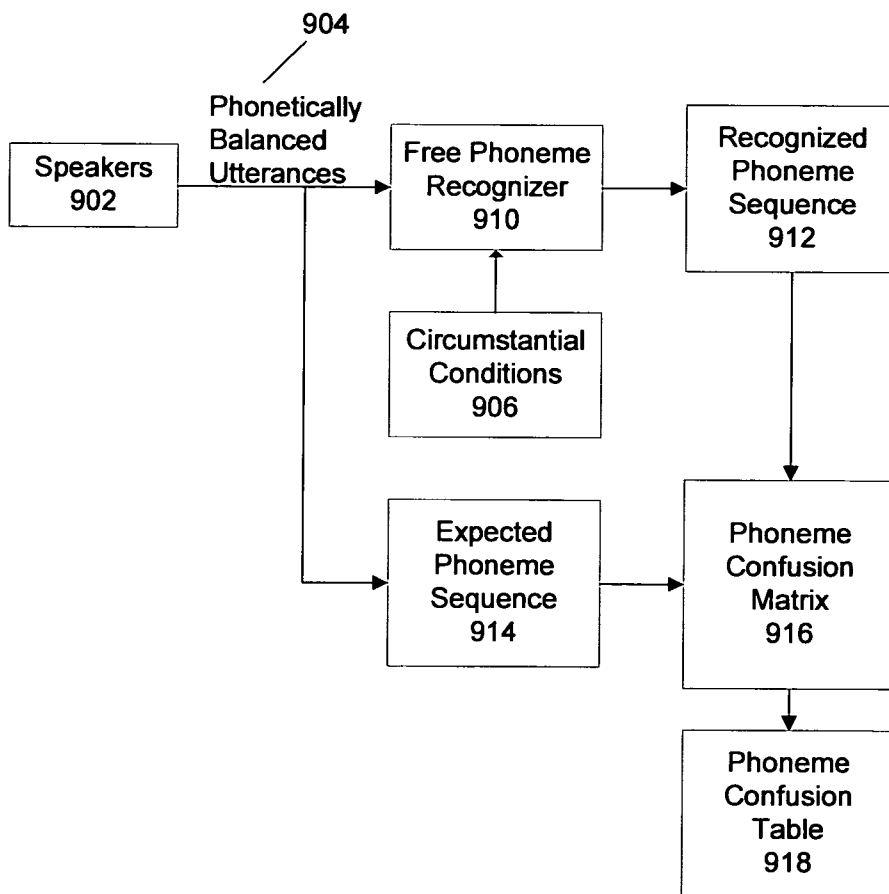 904
Phonetically
Balanced
Utterances
Speakers
902
Free Phoneme
Recognizer
910
Recognized
Phoneme
Sequence
912
Circumstantial
Conditions
906
Expected
Phoneme
Sequence
914
Phoneme
Confusion
Matrix
916
Phoneme
Confusion
Table
918